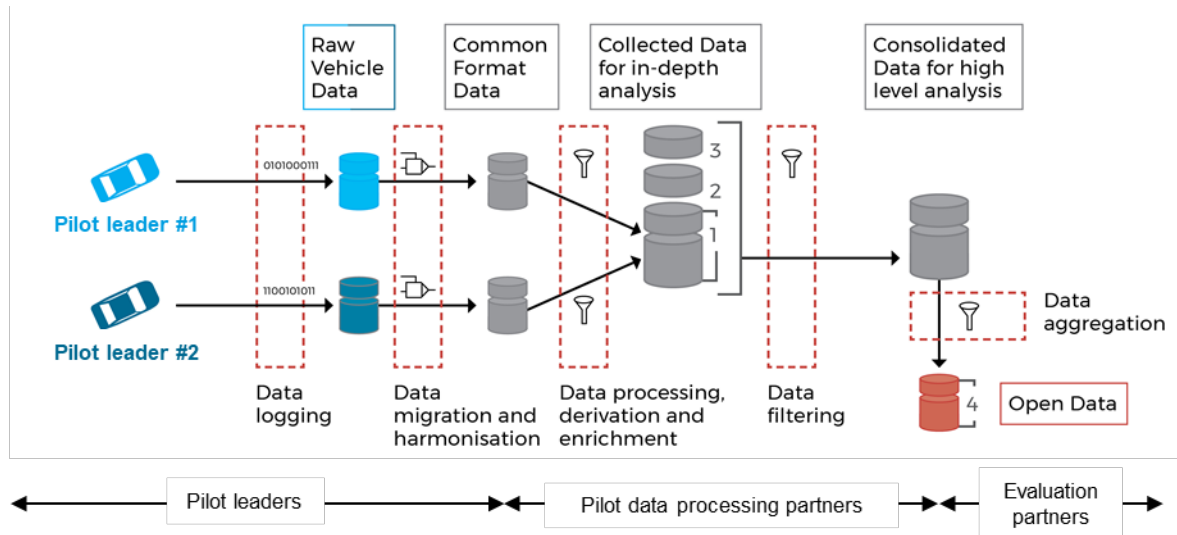 Raw
Vehicle
Data
Common
Format
Data
Collected Data
for in-depth
analysis
Consolidated
Data for high
level analysis
0101000111
Pilot leader #1
3
2
1
1100101011
Pilot leader #2
Data
logging
Data
migration and
harmonisation
Data processing,
derivation and
enrichment
Data
filtering
Data
aggregation
4
Open Data
Pilot leaders
Pilot data processing partners
Evaluation
partners